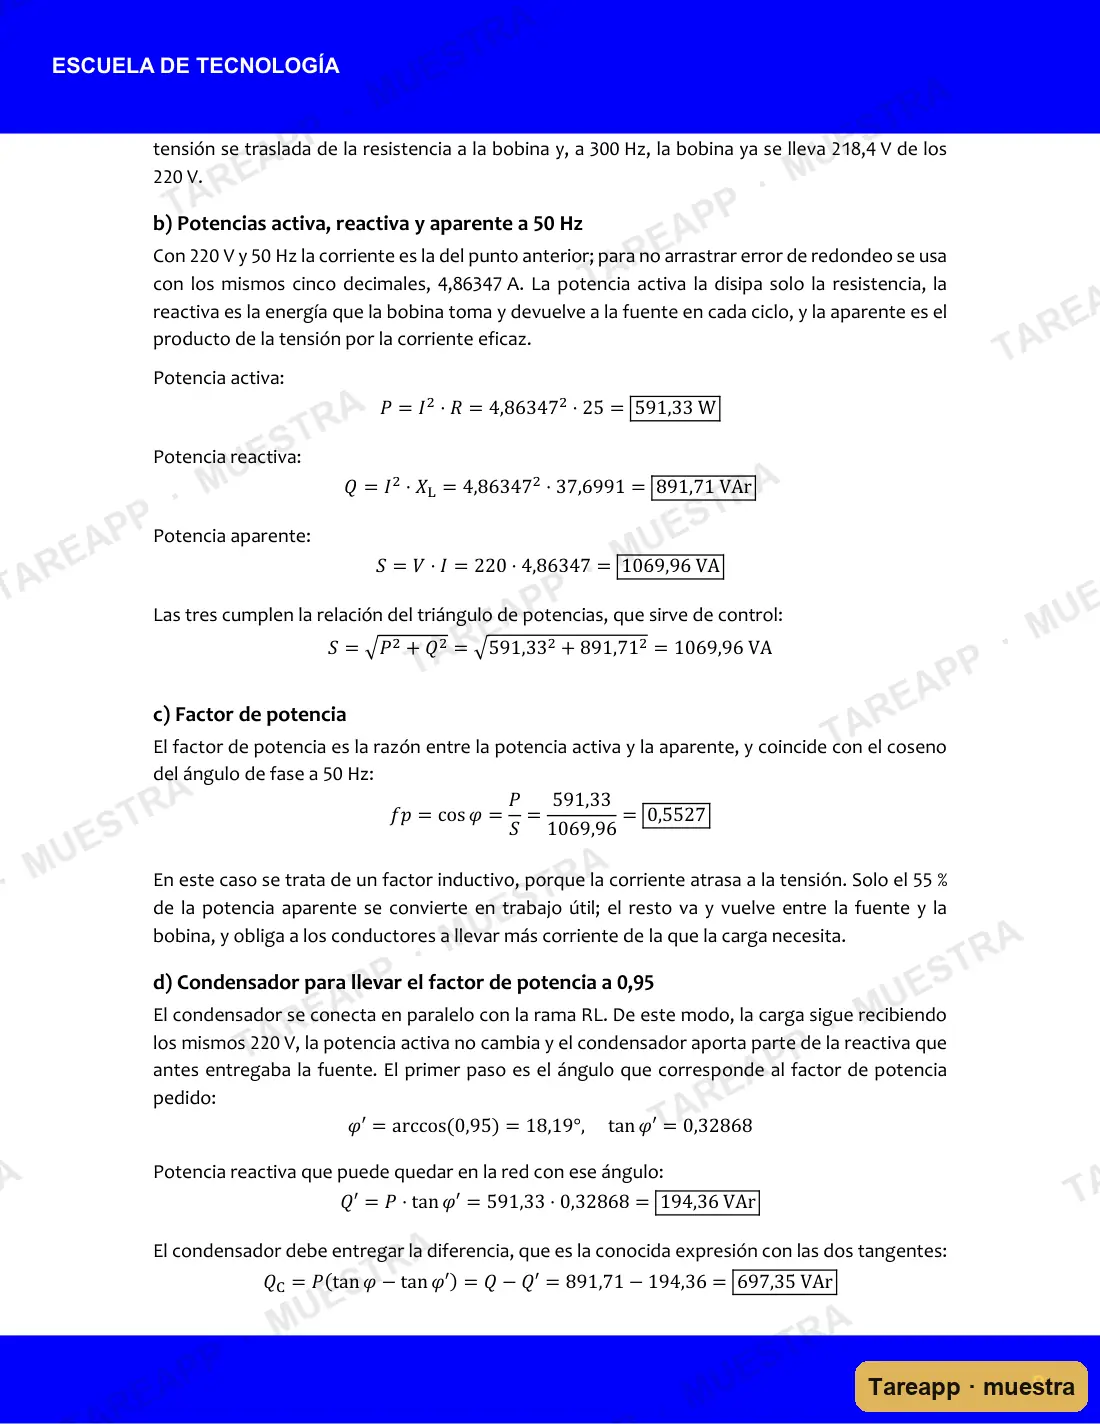 ESCUELA DE TECNOLOGÍA
tensión se traslada de la resistencia a la bobina y, a 300 Hz, la bobina ya se lleva 218,4 V de los
220 V.
b) Potencias activa, reactiva y aparente a 50 Hz
Con 220 V y 50 Hz la corriente es la del punto anterior; para no arrastrar error de redondeo se usa
con los mismos cinco decimales, 4,86347 A. La potencia activa la disipa solo la resistencia, la
reactiva es la energía que la bobina toma y devuelve a la fuente en cada ciclo, y la aparente es el
producto de la tensión por la corriente eficaz.
Potencia activa:
P = I² · R = 4,86347² · 25 = 591,33 W
Potencia reactiva:
Q = I² · X_L = 4,86347² · 37,6991 = 891,71 VAr
Potencia aparente:
S = V · I = 220 · 4,86347 = 1069,96 VA
Las tres cumplen la relación del triángulo de potencias, que sirve de control:
S = √(P² + Q²) = √(591,33² + 891,71²) = 1069,96 VA
c) Factor de potencia
El factor de potencia es la razón entre la potencia activa y la aparente, y coincide con el coseno
del ángulo de fase a 50 Hz:
fp = cos φ = P/S = 591,33/1069,96 = 0,5527
En este caso se trata de un factor inductivo, porque la corriente atrasa a la tensión. Solo el 55 %
de la potencia aparente se convierte en trabajo útil; el resto va y vuelve entre la fuente y la
bobina, y obliga a los conductores a llevar más corriente de la que la carga necesita.
d) Condensador para llevar el factor de potencia a 0,95
El condensador se conecta en paralelo con la rama RL. De este modo, la carga sigue recibiendo
los mismos 220 V, la potencia activa no cambia y el condensador aporta parte de la reactiva que
antes entregaba la fuente. El primer paso es el ángulo que corresponde al factor de potencia
pedido:
φ′ = arccos(0,95) = 18,19°, tan φ′ = 0,32868
Potencia reactiva que puede quedar en la red con ese ángulo:
Q′ = P · tan φ′ = 591,33 · 0,32868 = 194,36 VAr
El condensador debe entregar la diferencia, que es la conocida expresión con las dos tangentes:
Q_C = P(tan φ − tan φ′) = Q − Q′ = 891,71 − 194,36 = 697,35 VAr
Tareapp · muestra
TAREAPP · MUESTRA